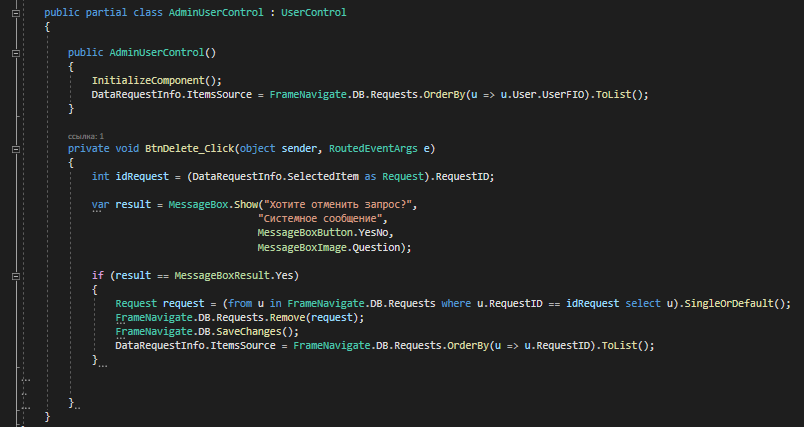 public partial class AdminUserControl : UserControl
{
public AdminUserControl()
{
InitializeComponent();
DataRequestInfo.ItemsSource = FrameNavigate.DB.Requests.OrderBy(u => u.User.UserFIO).ToList();
}
ссылка: 1
private void BtnDelete_Click(object sender, RoutedEventArgs e)
{
int idRequest = (DataRequestInfo.SelectedItem as Request).RequestID;
var result = MessageBox.Show("Хотите отменить запрос?",
"Системное сообщение",
MessageBoxButton.YesNo,
MessageBoxImage.Question);
if (result == MessageBoxResult.Yes)
{
Request request = (from u in FrameNavigate.DB.Requests where u.RequestID == idRequest select u).SingleOrDefault();
FrameNavigate.DB.Requests.Remove(request);
FrameNavigate.DB.SaveChanges();
DataRequestInfo.ItemsSource = FrameNavigate.DB.Requests.OrderBy(u => u.RequestID).ToList();
}
}
}